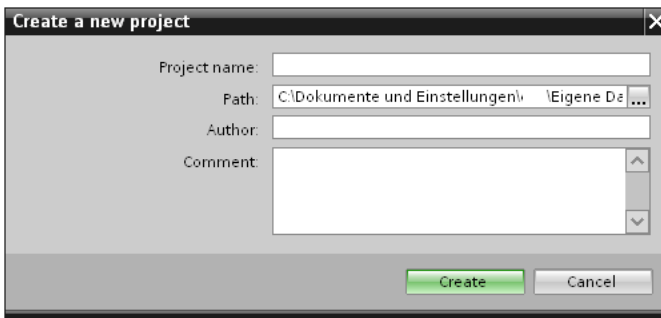 Create a new project
Project name:
Path: C:\Dokumente und Einstellungen\ \Eigene Da ...
Author:
Comment:
Create Cancel